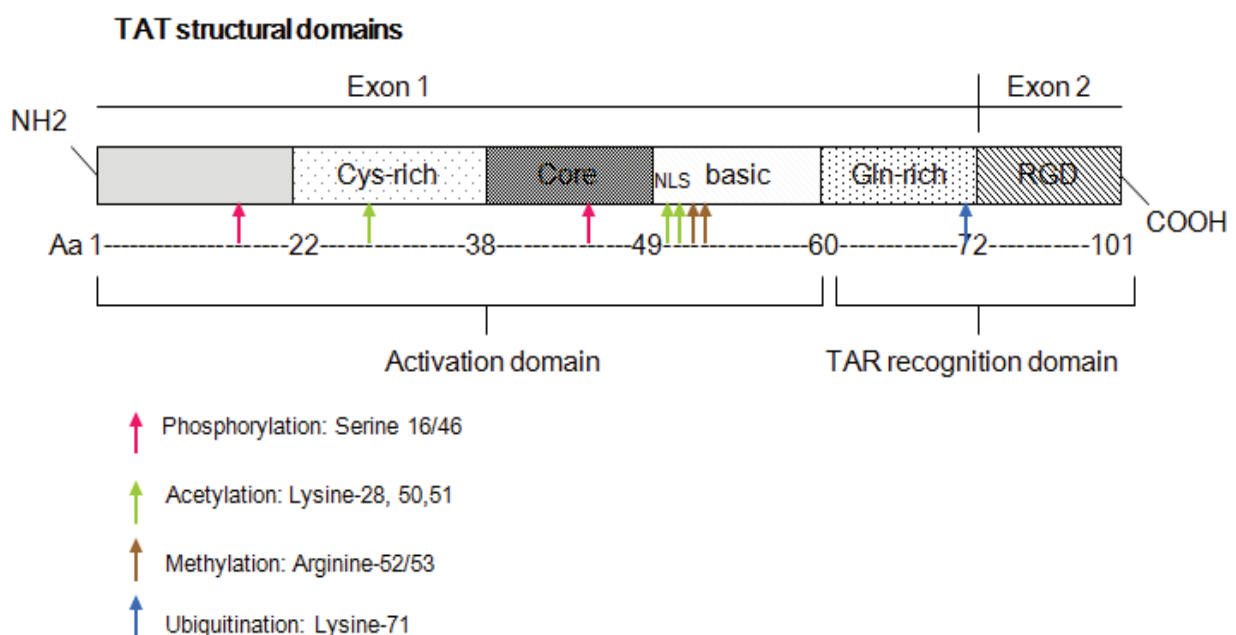 TAT structural domains
Exon 1 Exon 2
NH2
Cys-rich Core NLS basic Gln-rich RGD
COOH
Aa 1----------------------22--------------------38------------------49--------------------60----------------72---------------101
Activation domain TAR recognition domain
Phosphorylation: Serine 16/46
Acetylation: Lysine-28, 50,51
Methylation: Arginine-52/53
Ubiquitination: Lysine-71